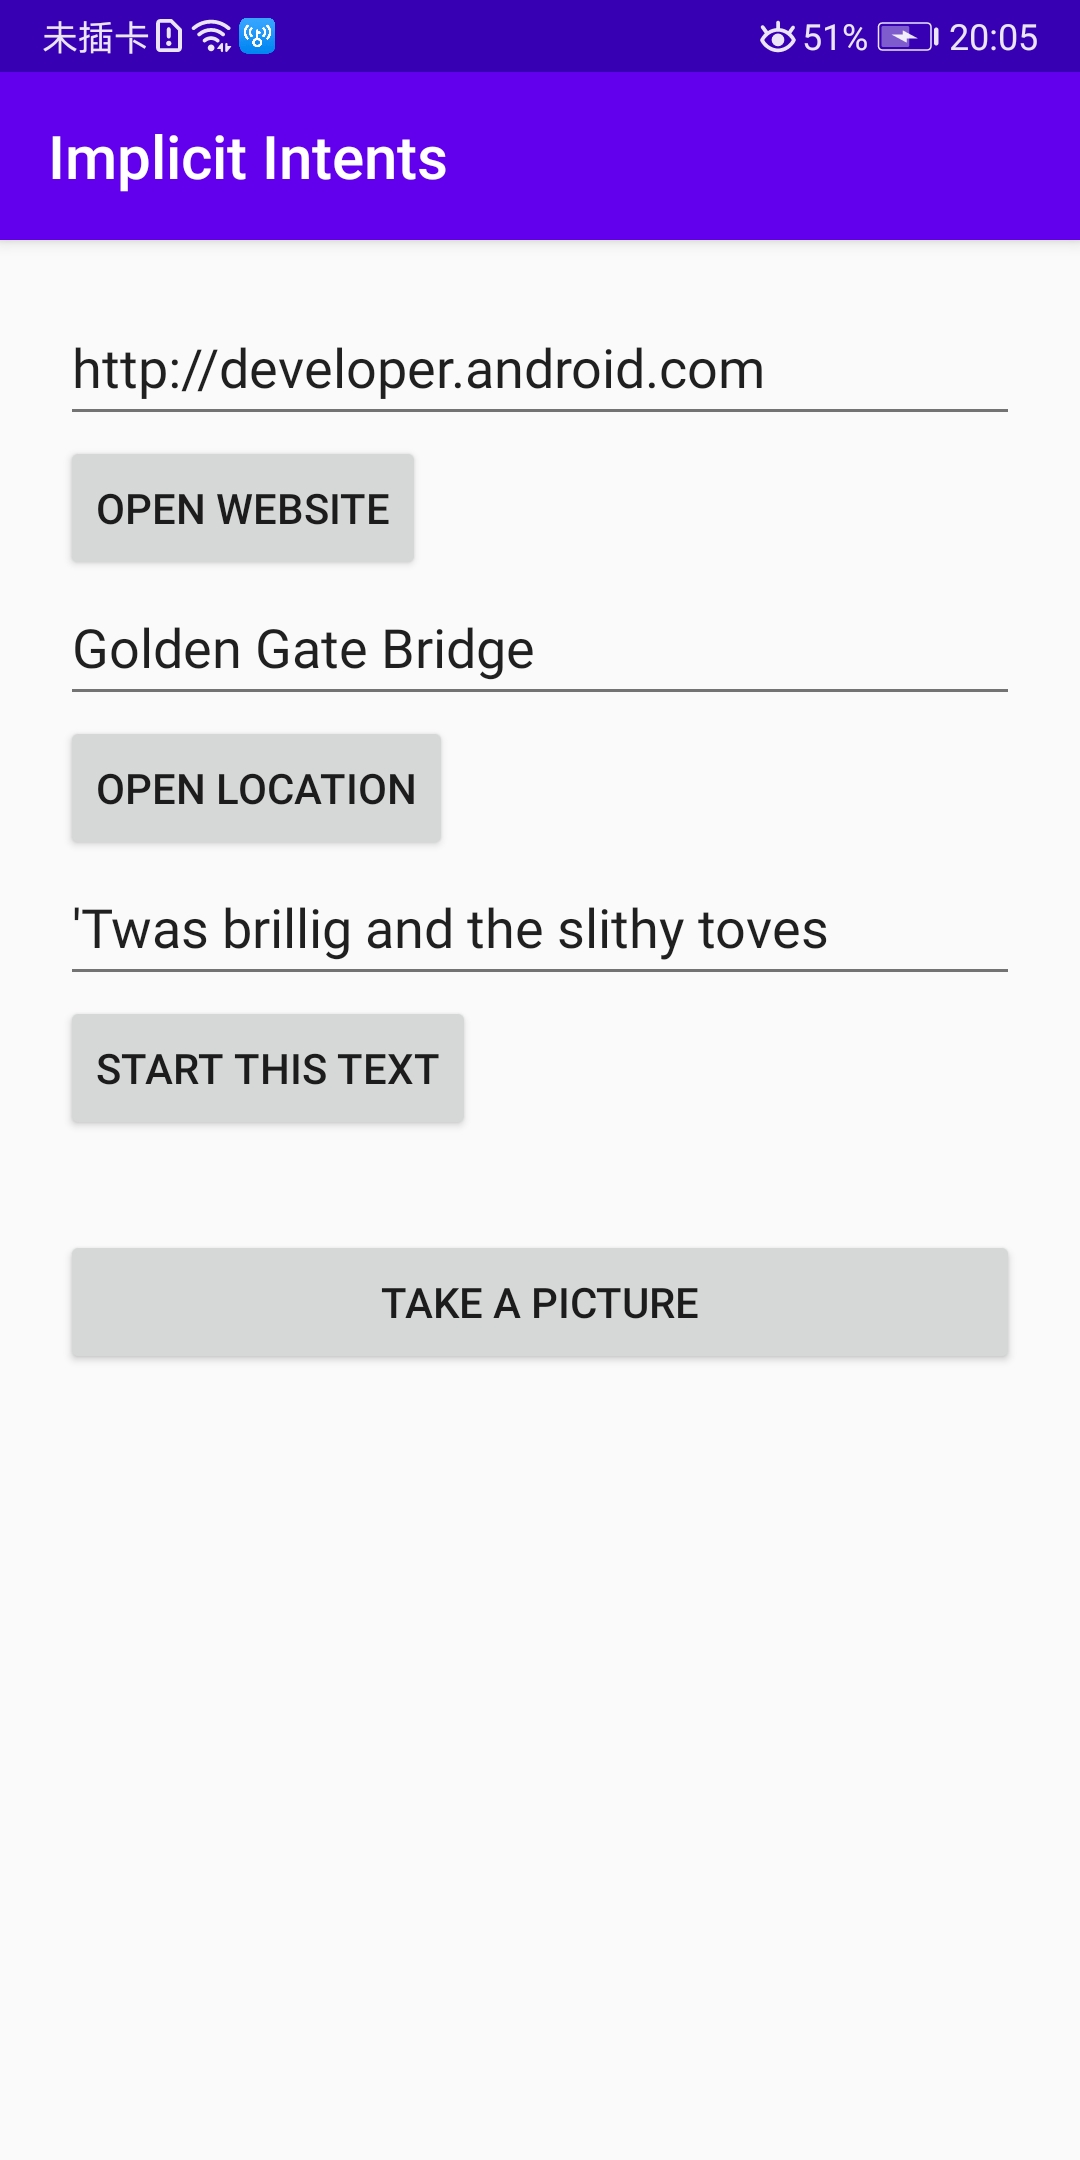 未插卡 51% 20:05
Implicit Intents
http://developer.android.com
OPEN WEBSITE
Golden Gate Bridge
OPEN LOCATION
'Twas brillig and the slithy toves
START THIS TEXT
TAKE A PICTURE